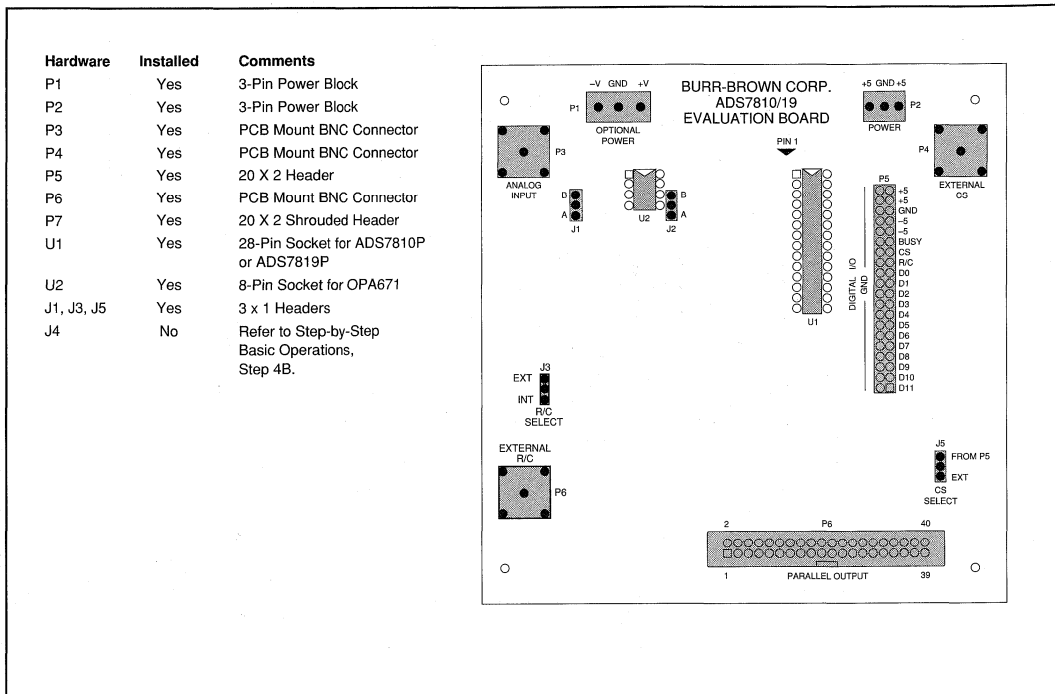 Hardware Installed Comments
P1 Yes 3-Pin Power Block
P2 Yes 3-Pin Power Block
P3 Yes PCB Mount BNC Connector
P4 Yes PCB Mount BNC Connector
P5 Yes 20 X 2 Header
P6 Yes PCB Mount BNC Connector
P7 Yes 20 X 2 Shrouded Header
U1 Yes 28-Pin Socket for ADS7810P
or ADS7819P
U2 Yes 8-Pin Socket for OPA671
J1, J3, J5 Yes 3 x 1 Headers
J4 No Refer to Step-by-Step
Basic Operations,
Step 4B.
–V GND +V
P1
OPTIONAL
POWER
BURR-BROWN CORP.
ADS7810/19
EVALUATION BOARD
+5 GND +5
P2
POWER
P3
ANALOG
INPUT
PIN 1
P4
EXTERNAL
CS
B
A
J1
U2
B
A
J2
U1
P5
DIGITAL I/O
GND
+5
+5
GND
–5
–5
BUSY
CS
R/C
D0
D1
D2
D3
D4
D5
D6
D7
D8
D9
D10
D11
J3
EXT
INT
R/C
SELECT
EXTERNAL
R/C
P6
J5
FROM P5
EXT
CS
SELECT
2 P6 40
1 PARALLEL OUTPUT 39